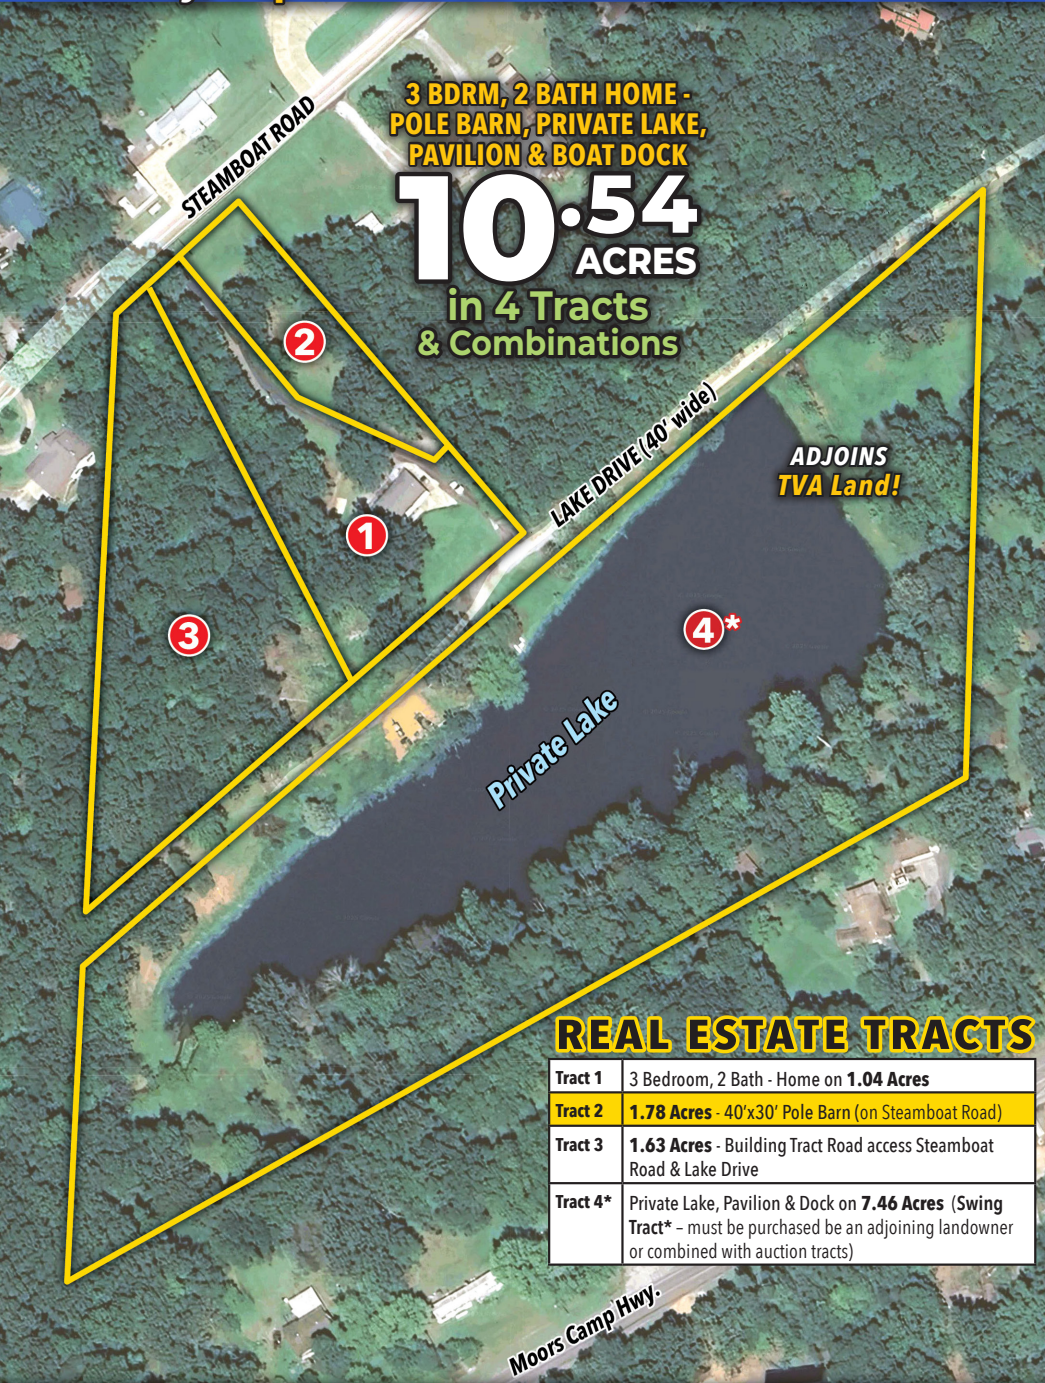 STEAMBOAT ROAD
3 BDRM, 2 BATH HOME -
POLE BARN, PRIVATE LAKE,
PAVILION & BOAT DOCK
10.54
ACRES
in 4 Tracts
& Combinations
2
LAKE DRIVE (40' wide)
ADJOINS
TVA Land!
1
3
4*
Private Lake
REAL ESTATE TRACTS
Tract 1 3 Bedroom, 2 Bath - Home on 1.04 Acres
Tract 2 1.78 Acres - 40'x30' Pole Barn (on Steamboat Road)
Tract 3 1.63 Acres - Building Tract Road access Steamboat
Road & Lake Drive
Tract 4* Private Lake, Pavilion & Dock on 7.46 Acres (Swing
Tract* – must be purchased be an adjoining landowner
or combined with auction tracts)
Moors Camp Hwy.